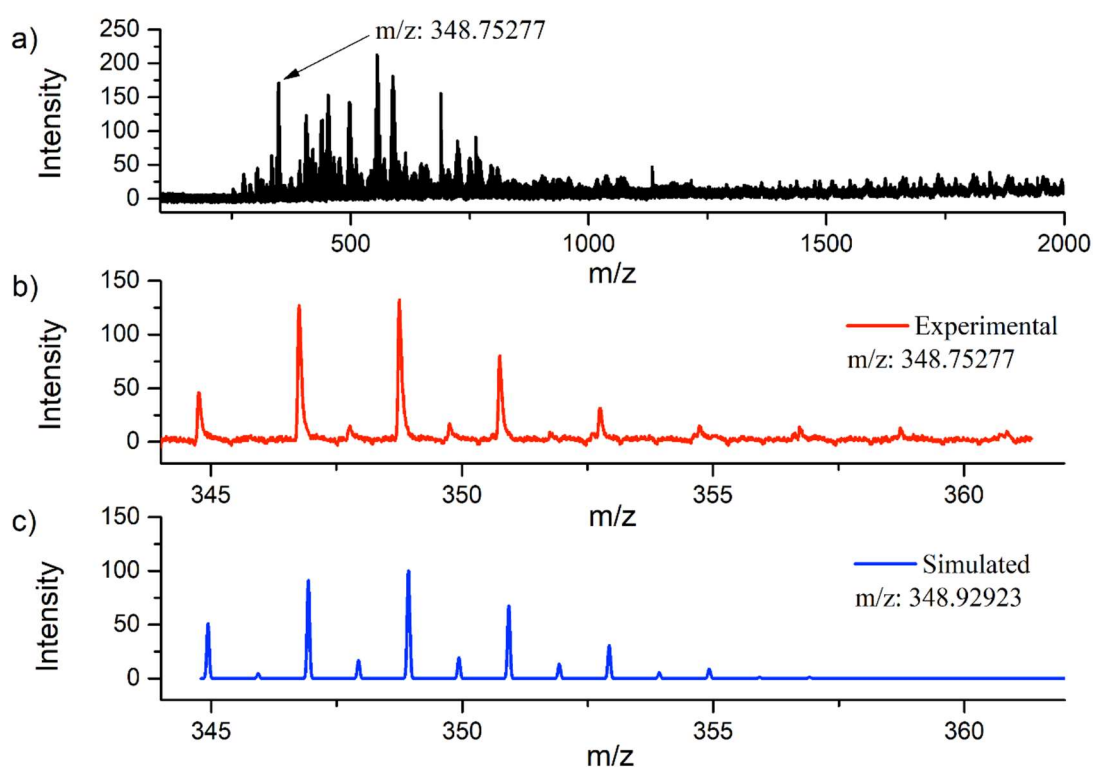 a)
m/z: 348.75277
250
200
150
100
50
0
Intensity
500
1000
1500
2000
m/z
b)
150
100
50
0
Intensity
Experimental
m/z: 348.75277
345
350
355
360
m/z
c)
150
100
50
0
Intensity
Simulated
m/z: 348.92923
345
350
355
360
m/z